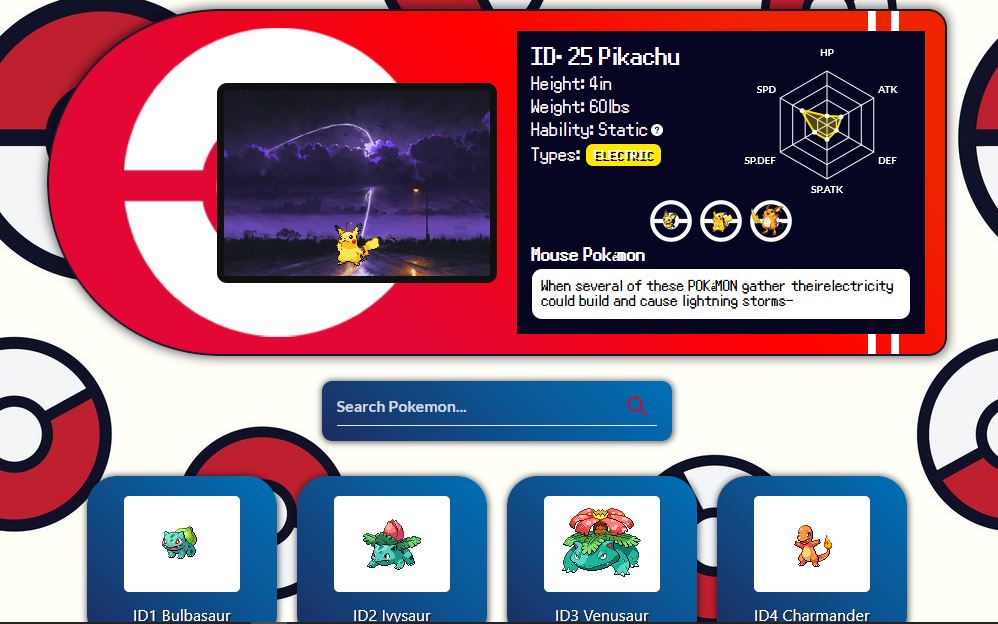 ID: 25 Pikachu
Height: 4in
Weight: 60lbs
Hability: Static ?
Types: ELECTRIC
HP
ATK
DEF
SP.ATK
SP.DEF
SPD
Mouse Pokémon
When several of these POKéMON gather theirelectricity
could build and cause lightning storms-
Search Pokemon...
ID1 Bulbasaur
ID2 Ivysaur
ID3 Venusaur
ID4 Charmander